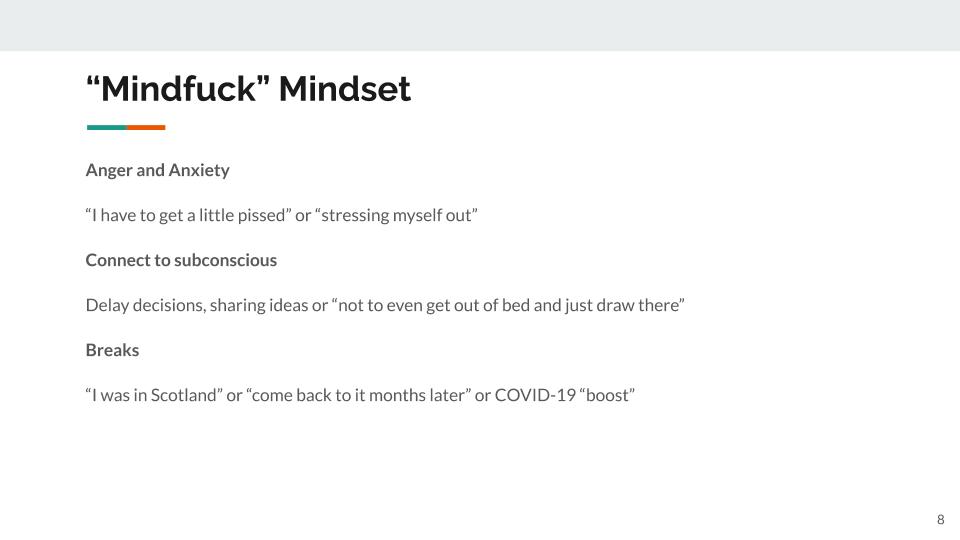 “Mindfuck” Mindset
Anger and Anxiety
“I have to get a little pissed” or “stressing myself out”
Connect to subconscious
Delay decisions, sharing ideas or “not to even get out of bed and just draw there”
Breaks
“I was in Scotland” or “come back to it months later” or COVID-19 “boost”
8